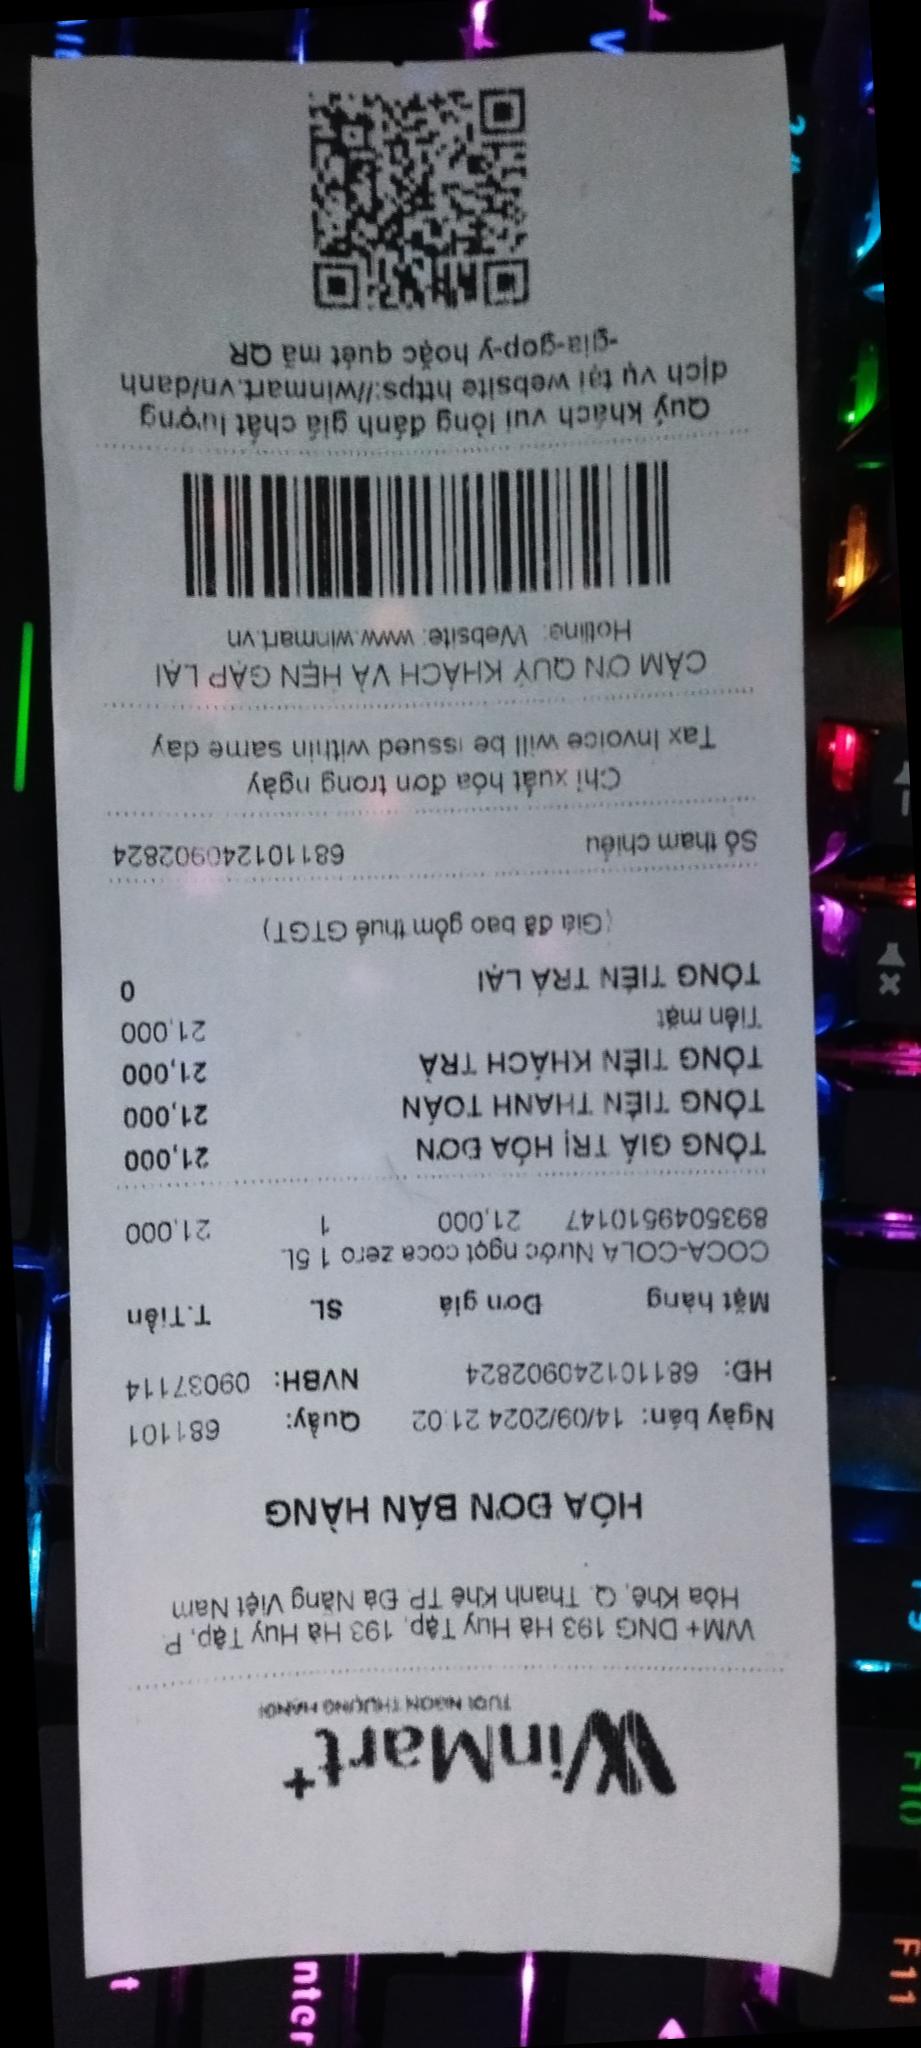 WinMart+
TƯƠI NGON THƯỢNG HẠNG!
WM+ DNG 193 Hà Huy Tập, 193 Hà Huy Tập, P.
Hòa Khê, Q. Thanh Khê TP. Đà Nẵng Việt Nam
HÓA ĐƠN BÁN HÀNG
Ngày bán: 14/09/2024 21:02 Quầy: 681101
HĐ: 68110124090282​4 NVBH: 09037114
Mặt hàng Đơn giá SL T.Tiền
COCA-COLA Nước ngọt coca zero 1.5L
8935049510147 21,000 1 21,000
TỔNG GIÁ TRỊ HÓA ĐƠN 21,000
TỔNG TIỀN THANH TOÁN 21,000
TỔNG TIỀN KHÁCH TRẢ 21,000
Tiền mặt 21,000
TỔNG TIỀN TRẢ LẠI 0
(Giá đã bao gồm thuế GTGT)
Số tham chiếu 681101240902824
Chỉ xuất hóa đơn trong ngày
Tax Invoice will be issued within same day
CẢM ƠN QUÝ KHÁCH VÀ HẸN GẶP LẠI
Hotline: Website: www.winmart.vn
Quý khách vui lòng đánh giá chất lượng
dịch vụ tại website https://winmart.vn/danh
-gia-gop-y hoặc quét mã QR
F10
F11
nter